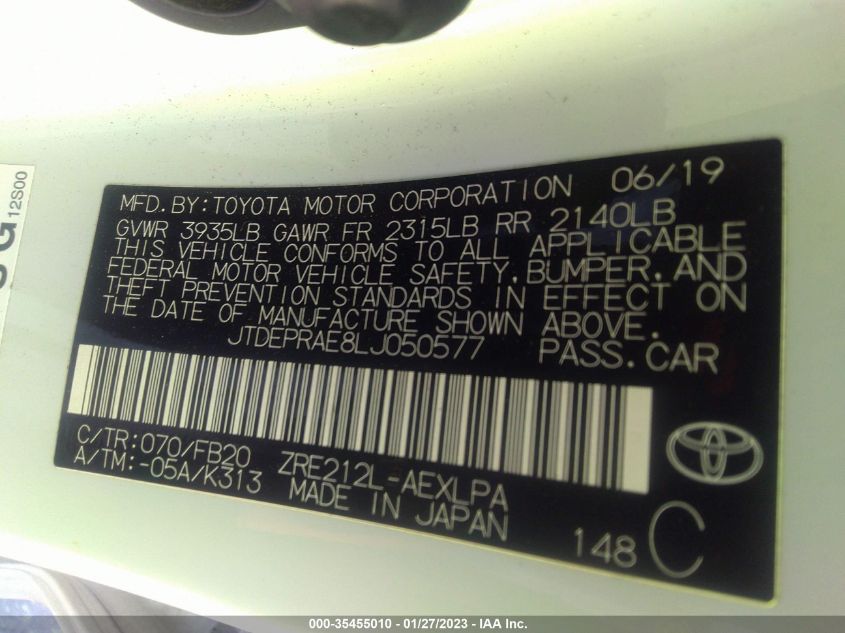 12S00
MFD. BY: TOYOTA MOTOR CORPORATION 06/19
GVWR 3935LB GAWR FR 2315LB RR 2140LB
THIS VEHICLE CONFORMS TO ALL APPLICABLE
FEDERAL MOTOR VEHICLE SAFETY, BUMPER, AND
THEFT PREVENTION STANDARDS IN EFFECT ON
THE DATE OF MANUFACTURE SHOWN ABOVE.
JTDEPRAE8LJ050577 PASS. CAR
C/TR: 070/FB20 ZRE212L-AEXLPA
A/TM: -05A/K313 MADE IN JAPAN
148 C
000-35455010 - 01/27/2023 - IAA Inc.